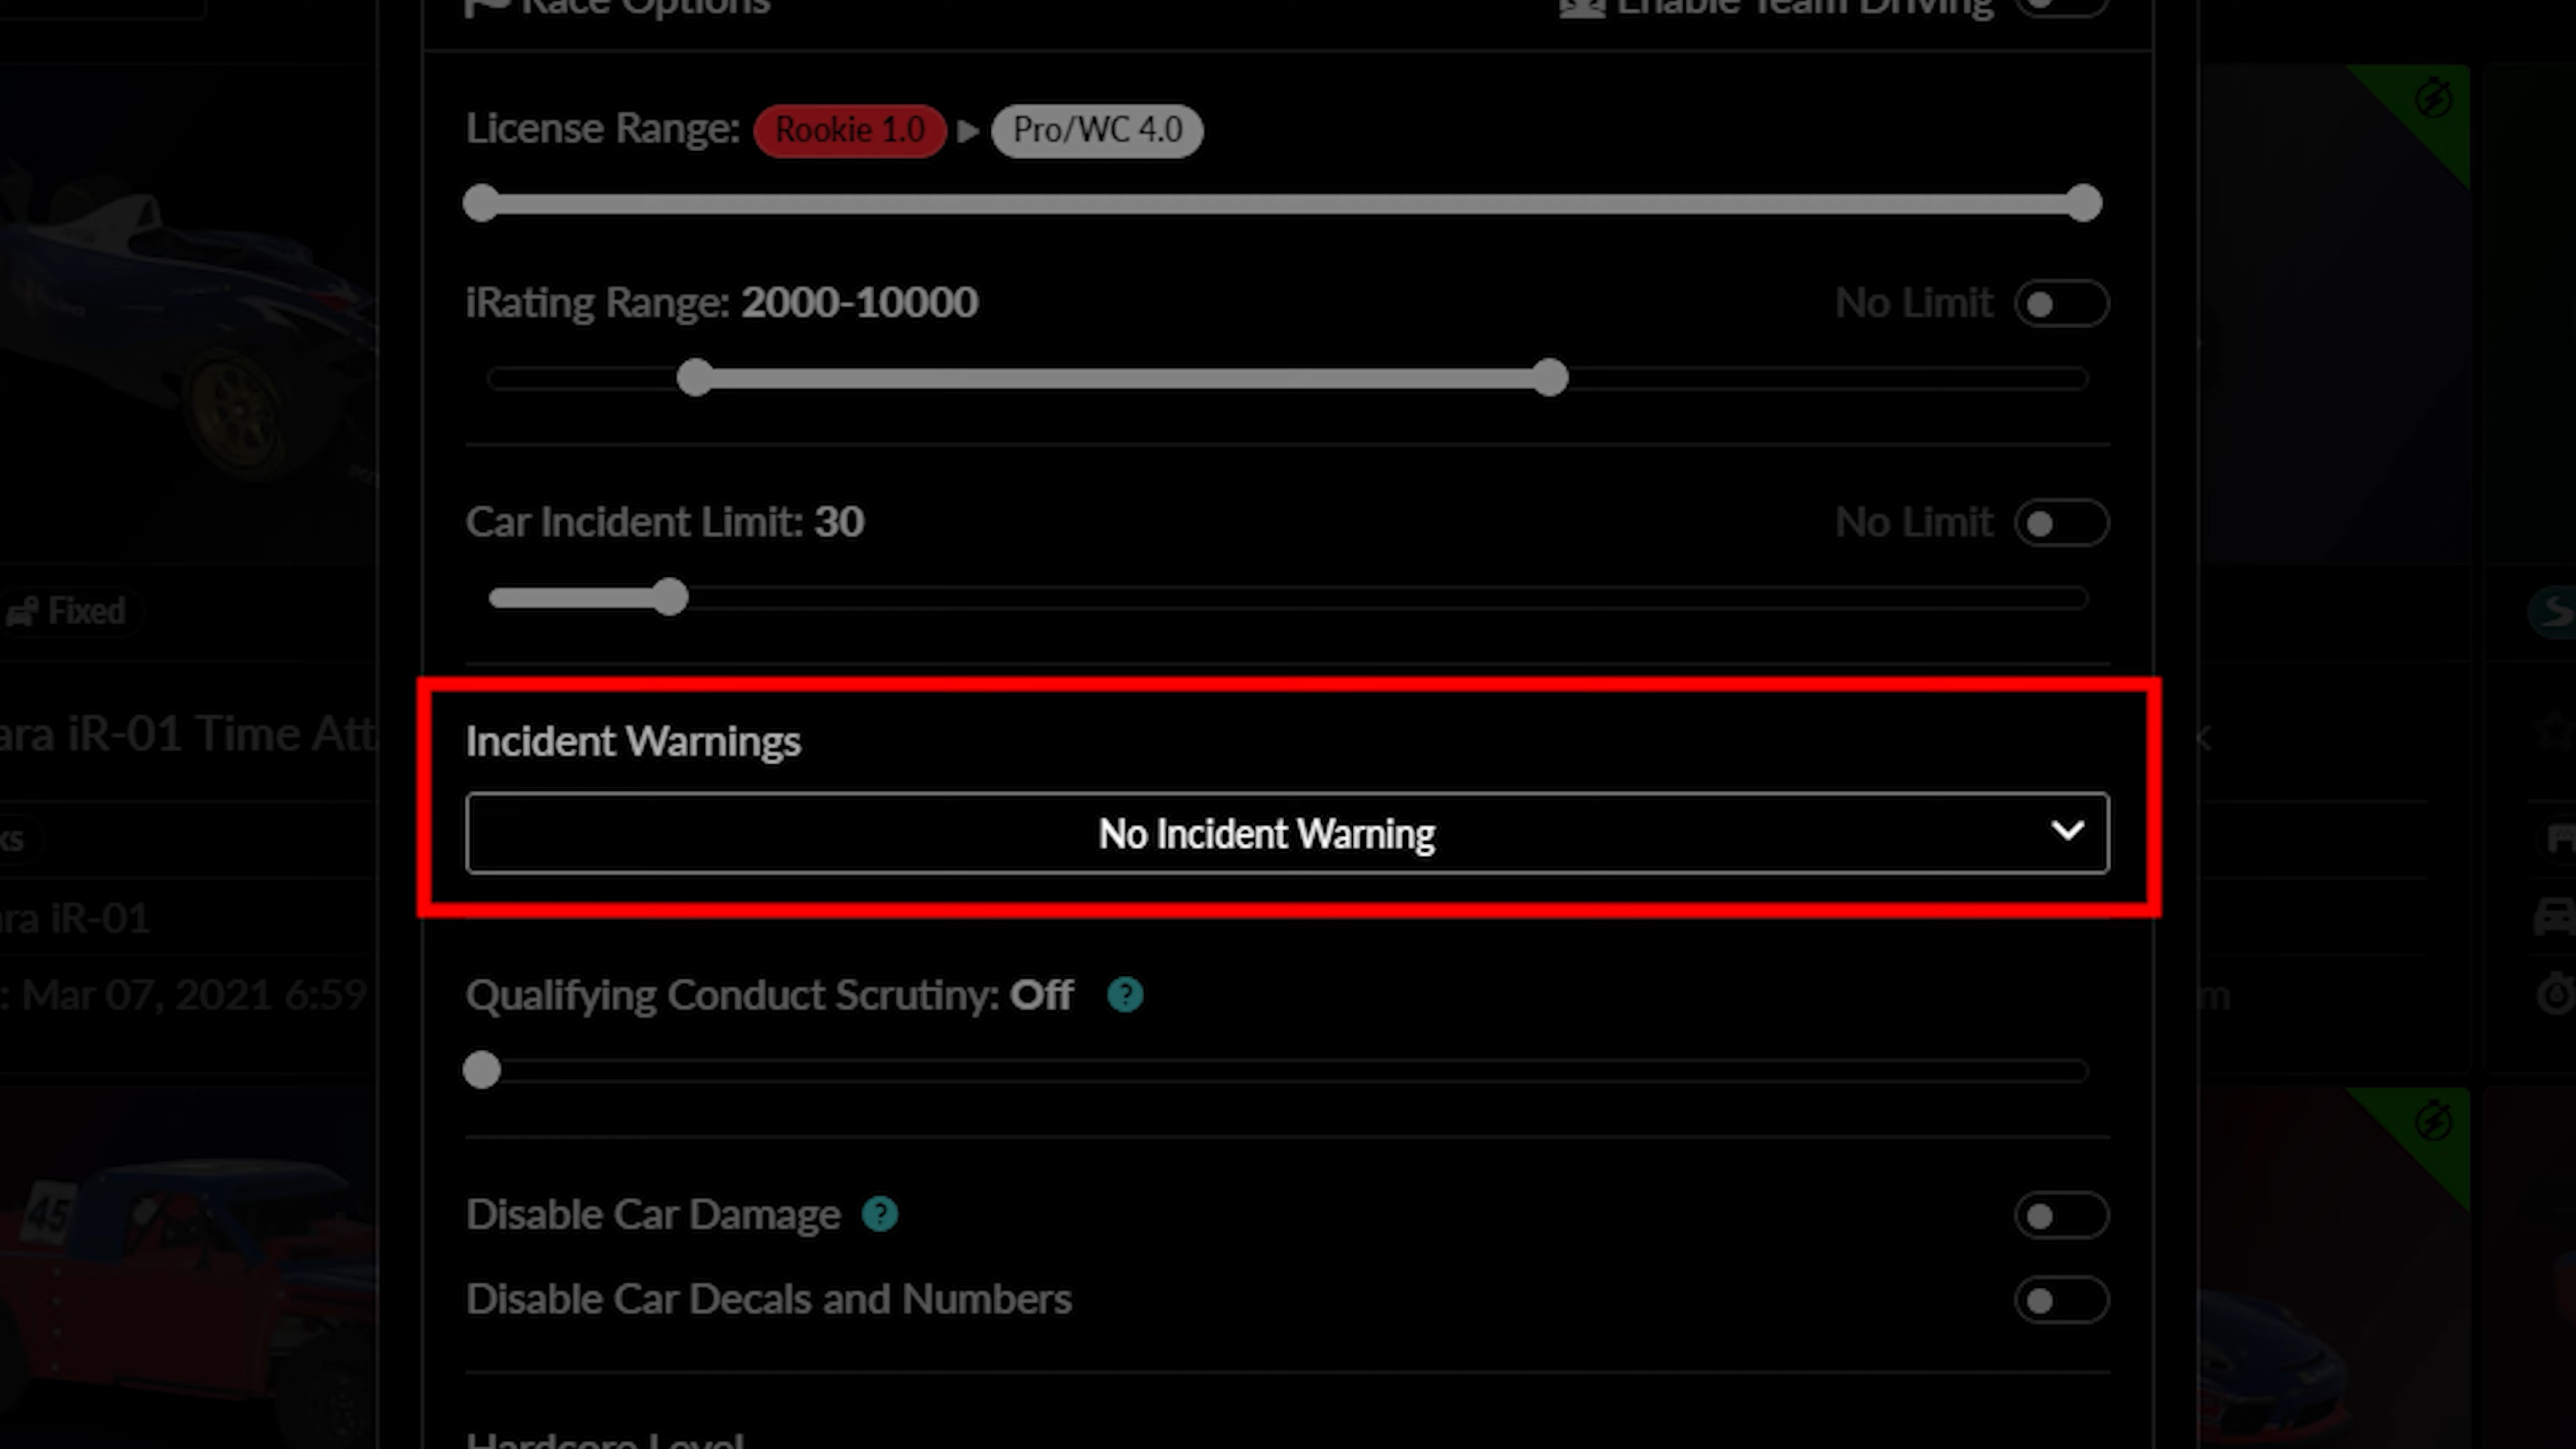 Race Options
Enable Team Driving
License Range: Rookie 1.0 Pro/WC 4.0
iRating Range: 2000-10000
No Limit
Car Incident Limit: 30
No Limit
Fixed
ara iR-01 Time Att
Incident Warnings
No Incident Warning
ks
ara iR-01
: Mar 07, 2021 6:59
m
Qualifying Conduct Scrutiny: Off ?
45
Disable Car Damage ?
Disable Car Decals and Numbers
Hardcore Level